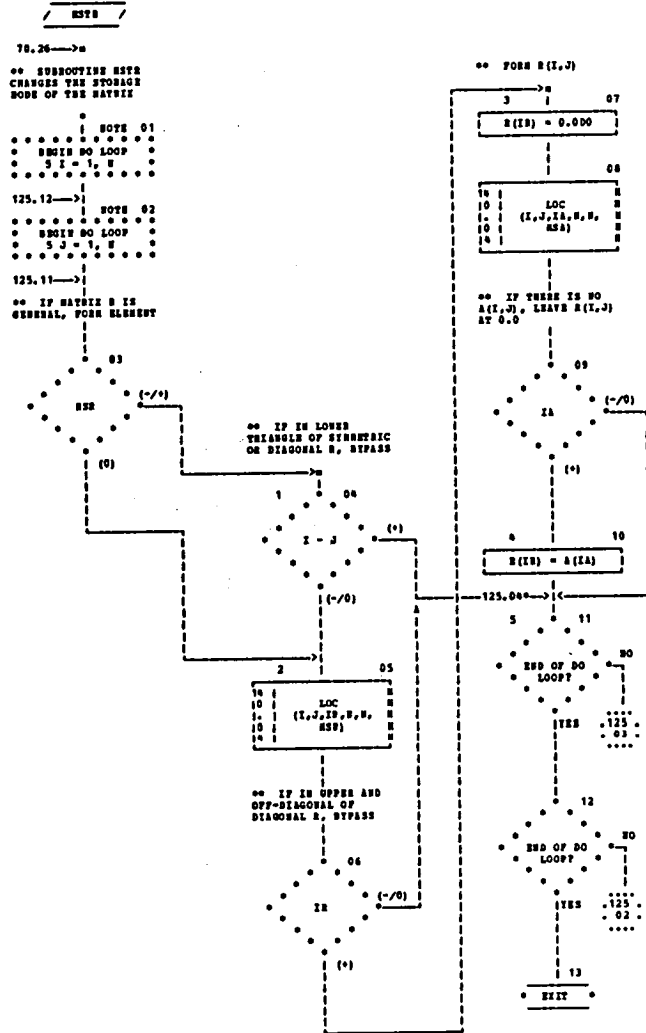 MSTR
70.26--->*
** SUBROUTINE MSTR
CHANGES THE STORAGE
MODE OF THE MATRIX
NOTE 01
BEGIN DO LOOP
5 I = 1, N
125.12--->
NOTE 02
BEGIN DO LOOP
5 J = 1, N
125.11--->
** IF MATRIX R IS
GENERAL, FORM ELEMENT
03
MSR
(-/+)
(0)
** IF IN LOWER
TRIANGLE OF SYMMETRIC
OR DIAGONAL R, BYPASS
1 04
I - J
(+)
(-/0)
2 05
LOC
(I,J,IR,N,N,
MSR)
** IF IN UPPER AND
OFF-DIAGONAL OF
DIAGONAL R, BYPASS
06
IR
(-/0)
(+)
** FORM R(I,J)
3 07
R(IR) = 0.0D0
08
LOC
(I,J,IA,N,N,
MSA)
** IF THERE IS NO
A(I,J), LEAVE R(I,J)
AT 0.0
09
IA
(-/0)
(+)
4 10
R(IR) = A(IA)
125.04*--->
5 11
END OF DO
LOOP?
NO
YES
125
03
12
END OF DO
LOOP?
NO
YES
125
02
13
EXIT